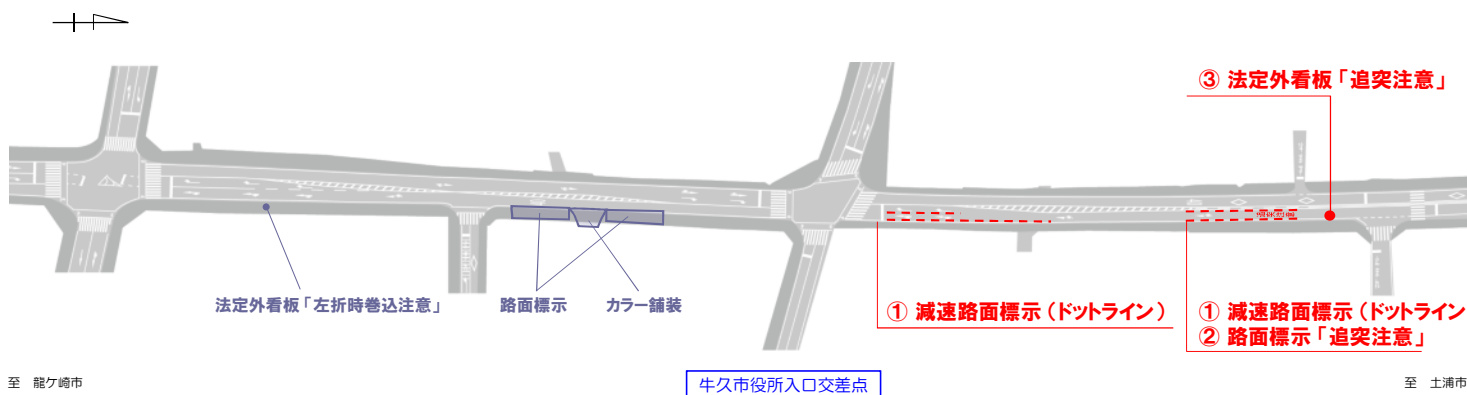 ③ 法定外看板「追突注意」
法定外看板「左折時巻込注意」
路面標示
カラー舗装
① 減速路面標示（ドットライン）
① 減速路面標示（ドットライン
② 路面標示「追突注意」
至 龍ケ崎市
牛久市役所入口交差点
至 土浦市